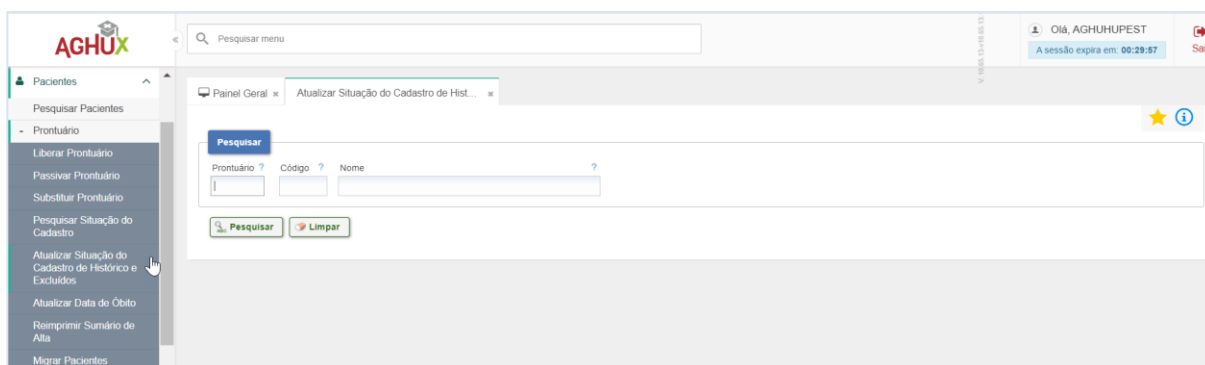 AGHUX
«
Pesquisar menu
Olá, AGHUHUPEST
A sessão expira em: 00:29:57
Sai
Pacientes
Pesquisar Pacientes
- Prontuário
Liberar Prontuário
Passivar Prontuário
Substituir Prontuário
Pesquisar Situação do
Cadastro
Atualizar Situação do
Cadastro de Histórico e
Excluídos
Atualizar Data de Óbito
Reimprimir Sumário de
Alta
Migrar Pacientes
Painel Geral
Atualizar Situação do Cadastro de Hist...
Pesquisar
Prontuário ? Código ? Nome ?
Pesquisar
Limpar